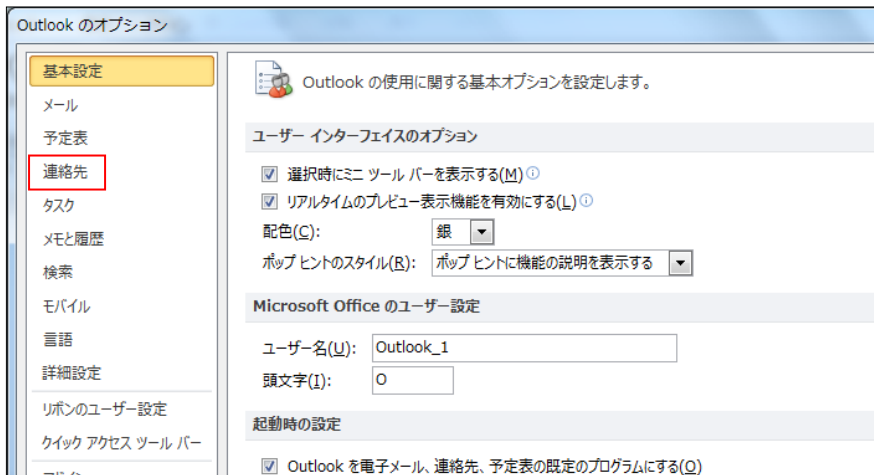 Outlook のオプション
基本設定
メール
予定表
連絡先
タスク
メモと履歴
検索
モバイル
言語
詳細設定
リボンのユーザー設定
クイック アクセス ツール バー
Outlook の使用に関する基本オプションを設定します。
ユーザー インターフェイスのオプション
選択時にミニ ツール バーを表示する(M)
リアルタイムのプレビュー表示機能を有効にする(L)
配色(C): 銀
ポップ ヒントのスタイル(R): ポップ ヒントに機能の説明を表示する
Microsoft Office のユーザー設定
ユーザー名(U): Outlook_1
頭文字(I): O
起動時の設定
Outlook を電子メール、連絡先、予定表の既定のプログラムにする(O)